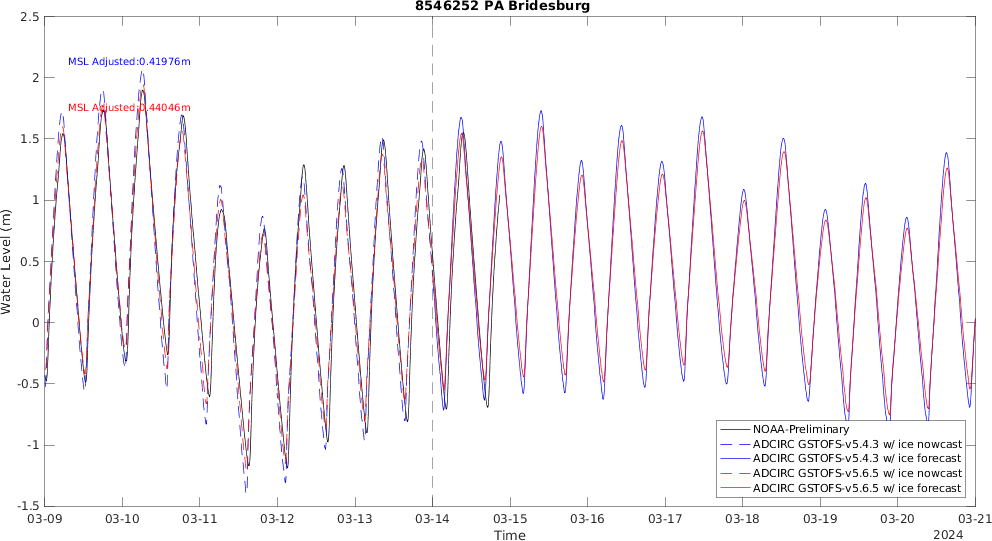 8546252 PA Bridesburg
2.5
2
1.5
1
0.5
0
-0.5
-1
-1.5
Water Level (m)
MSL Adjusted:0.41976m
MSL Adjusted:0.44046m
NOAA-Preliminary
ADCIRC GSTOFS-v5.4.3 w/ ice nowcast
ADCIRC GSTOFS-v5.4.3 w/ ice forecast
ADCIRC GSTOFS-v5.6.5 w/ ice nowcast
ADCIRC GSTOFS-v5.6.5 w/ ice forecast
03-09 03-10 03-11 03-12 03-13 03-14 03-15 03-16 03-17 03-18 03-19 03-20 03-21
Time
2024